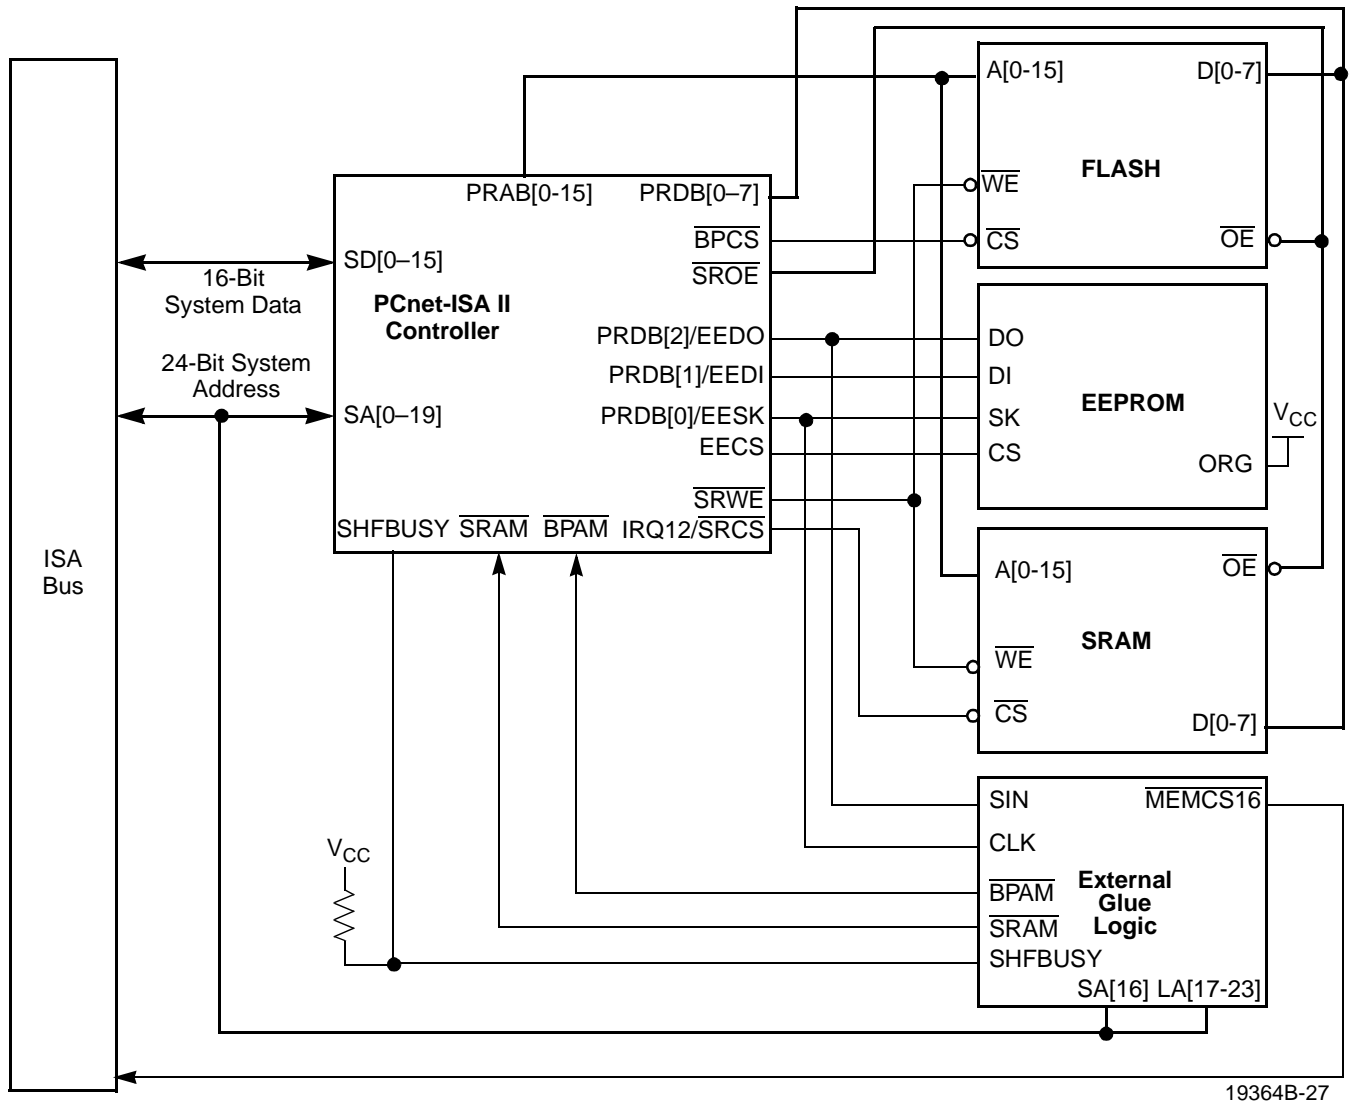 A[0-15]
D[0-7]
FLASH
WE
CS
OE
PRAB[0-15]
PRDB[0–7]
BPCS
SROE
SD[0–15]
PCnet-ISA II
Controller
PRDB[2]/EEDO
PRDB[1]/EEDI
SA[0–19]
PRDB[0]/EESK
EECS
SRWE
SHFBUSY
SRAM
BPAM
IRQ12/SRCS
16-Bit
System Data
24-Bit System
Address
ISA
Bus
DO
DI
EEPROM
SK
CS
ORG
VCC
A[0-15]
OE
SRAM
WE
CS
D[0-7]
SIN
MEMCS16
CLK
BPAM
External
Glue
Logic
SRAM
SHFBUSY
SA[16]
LA[17-23]
VCC
19364B-27